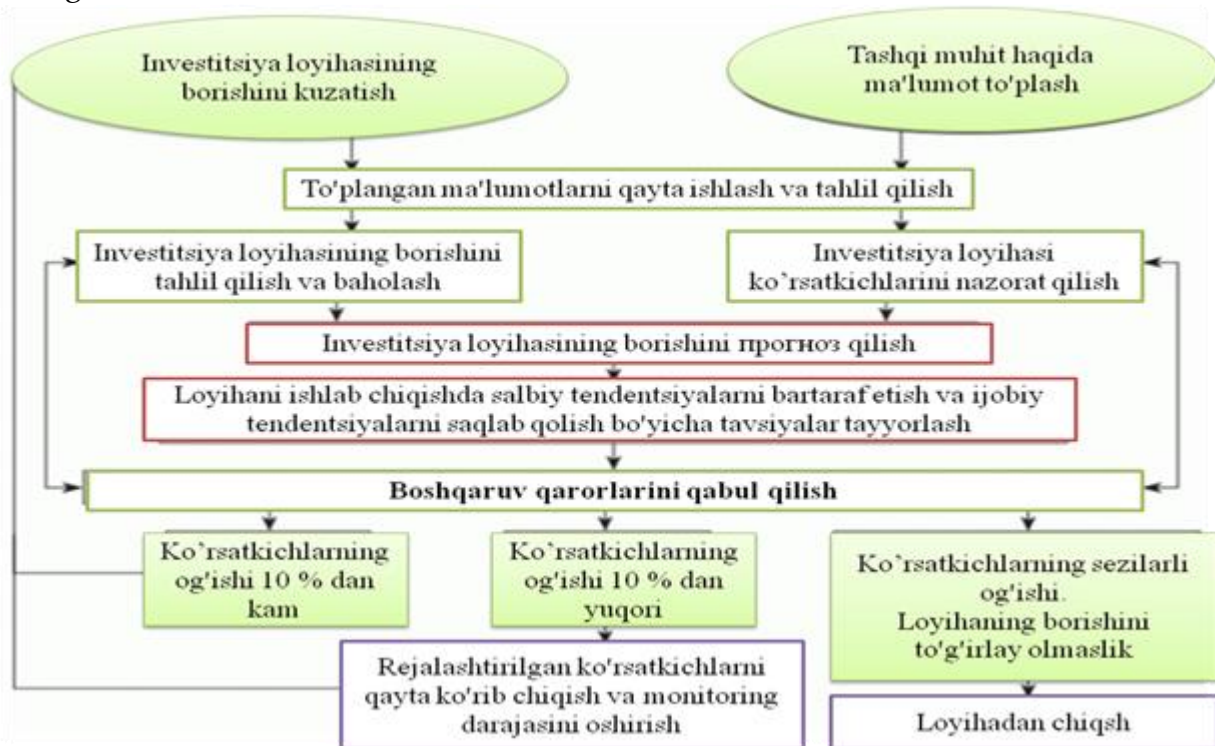 Investitsiya loyihasining
borishini kuzatish
Tashqi muhit haqida
ma'lumot to'plash
To'plangan ma'lumotlarni qayta ishlash va tahlil qilish
Investitsiya loyihasining borishini
tahlil qilish va baholash
Investitsiya loyihasi
ko`rsatkichlarini nazorat qilish
Investitsiya loyihasining borishini прогноз qilish
Loyihani ishlab chiqishda salbiy tendentsiyalarni bartaraf etish va ijobiy
tendentsiyalarni saqlab qolish bo'yicha tavsiyalar tayyorlash
Boshqaruv qarorlarini qabul qilish
Ko`rsatkichlarning
og'ishi 10 % dan
kam
Ko`rsatkichlarning
og'ishi 10 % dan
yuqori
Ko`rsatkichlarning sezilarli
og'ishi.
Loyihaning borishini
to'g'irlay olmaslik
Rejalashtirilgan ko'rsatkichlarni
qayta ko'rib chiqish va monitoring
darajasini oshirish
Loyihadan chiqsh